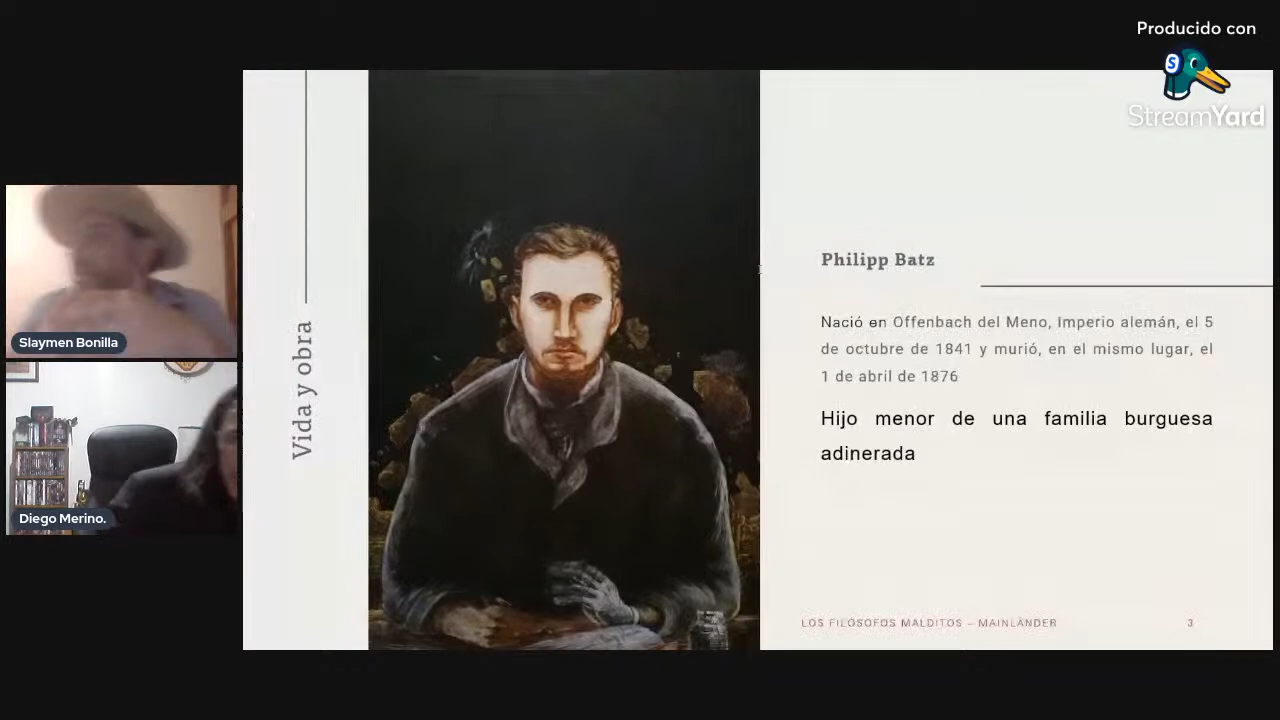 Producido con
StreamYard
Slaymen Bonilla
Diego Merino.
Vida y obra
Philipp Batz
Nació en Offenbach del Meno, Imperio alemán, el 5
de octubre de 1841 y murió, en el mismo lugar, el
1 de abril de 1876
Hijo menor de una familia burguesa
adinerada
LOS FILÓSOFOS MALDITOS – MAINLÄNDER
3